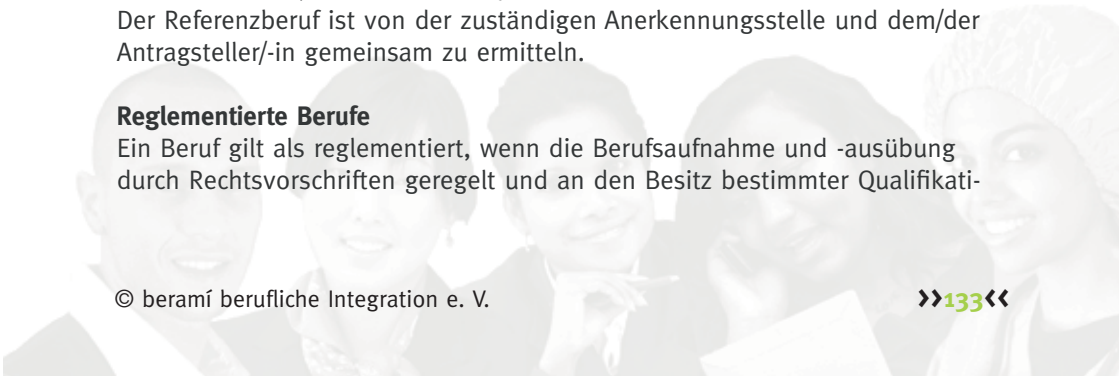 Der Referenzberuf ist von der zuständigen Anerkennungsstelle und dem/der
Antragsteller/-in gemeinsam zu ermitteln.
Reglementierte Berufe
Ein Beruf gilt als reglementiert, wenn die Berufsaufnahme und -ausübung
durch Rechtsvorschriften geregelt und an den Besitz bestimmter Qualifikati-
© beramí berufliche Integration e. V. >>133<<